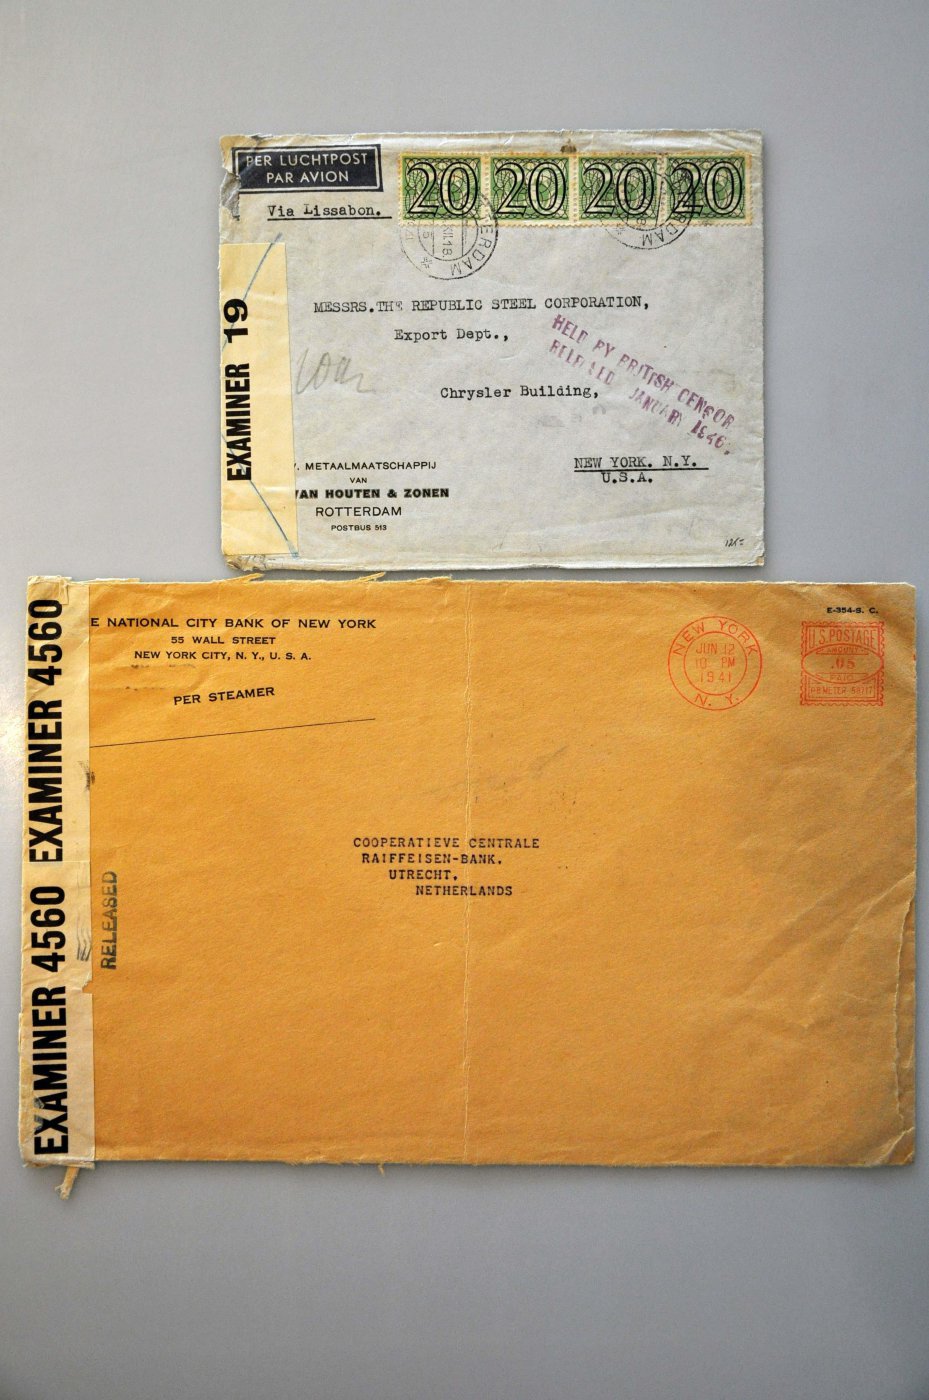 PER LUCHTPOST
PAR AVION
Via Lissabon.
20 20 20 20
EXAMINER 19
MESSRS.THE REPUBLIC STEEL CORPORATION,
Export Dept.,
Chrysler Building,
NEW YORK. N.Y.
U.S.A.
HELD BY BRITISH CENSOR
JANUARY 1946.
METAALMAATSCHAPPIJ
VAN
VAN HOUTEN & ZONEN
ROTTERDAM
POSTBUS 513
E-354-S. C.
E NATIONAL CITY BANK OF NEW YORK
55 WALL STREET
NEW YORK CITY, N. Y., U. S. A.
PER STEAMER
NEW YORK
JUN 12
10 PM
1941
N. Y.
U.S. POSTAGE
AMOUNT
.05
PAID
EXAMINER 4560 EXAMINER 4560
RELEASED
COOPERATIEVE CENTRALE
RAIFFEISEN-BANK.
UTRECHT.
NETHERLANDS